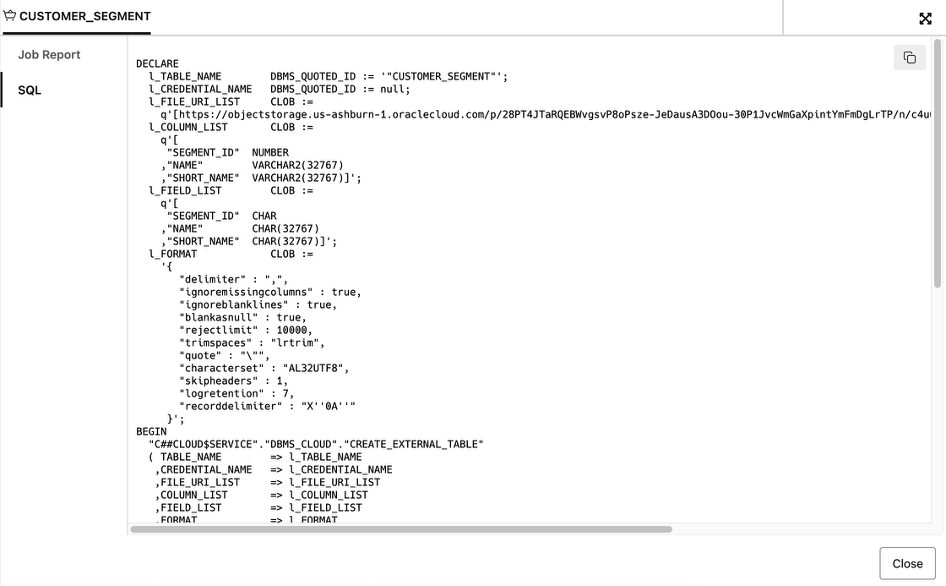 CUSTOMER_SEGMENT
Job Report
SQL
DECLARE
l_TABLE_NAME DBMS_QUOTED_ID := '"CUSTOMER_SEGMENT"';
l_CREDENTIAL_NAME DBMS_QUOTED_ID := null;
l_FILE_URI_LIST CLOB :=
q'[https://objectstorage.us-ashburn-1.oraclecloud.com/p/28PT4JTaRQEBWvgsvP8oPsze-JeDausA3DOou-30P1JvcWmGaXpintYmFmDgLrTP/n/c4u
l_COLUMN_LIST CLOB :=
q'[
"SEGMENT_ID" NUMBER
,"NAME" VARCHAR2(32767)
,"SHORT_NAME" VARCHAR2(32767)]';
l_FIELD_LIST CLOB :=
q'[
"SEGMENT_ID" CHAR
,"NAME" CHAR(32767)
,"SHORT_NAME" CHAR(32767)]';
l_FORMAT CLOB :=
'{
"delimiter" : ",",
"ignoremissingcolumns" : true,
"ignoreblanklines" : true,
"blankasnull" : true,
"rejectlimit" : 10000,
"trimspaces" : "lrtrim",
"quote" : "\"",
"characterset" : "AL32UTF8",
"skipheaders" : 1,
"logretention" : 7,
"recorddelimiter" : "X''0A''"
}';
BEGIN
"C##CLOUD$SERVICE"."DBMS_CLOUD"."CREATE_EXTERNAL_TABLE"
( TABLE_NAME => l_TABLE_NAME
,CREDENTIAL_NAME => l_CREDENTIAL_NAME
,FILE_URI_LIST => l_FILE_URI_LIST
,COLUMN_LIST => l_COLUMN_LIST
,FIELD_LIST => l_FIELD_LIST
,FORMAT => l_FORMAT
Close